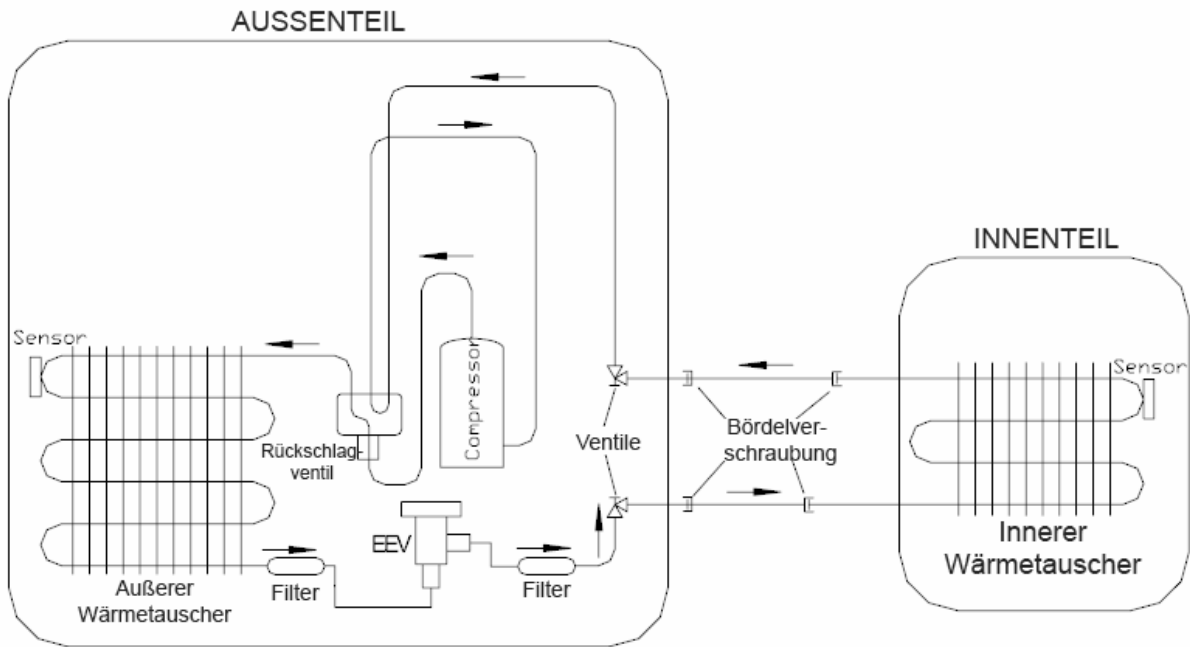 AUSSENTEIL
INNENTEIL
Sensor
Compressor
Sensor
Rückschlag-
ventil
Ventile
Bördelver-
schraubung
EEV
Filter
Filter
Außerer
Wärmetauscher
Innerer
Wärmetauscher